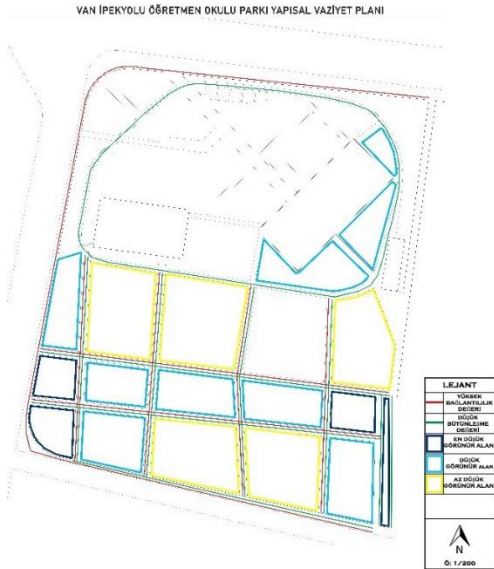 VAN İPEKYOLU ÖĞRETMEN OKULU PARKI YAPISAL VAZİYET PLANI
LEJANT
YÜKSEK
BAĞLANTILILIK
DEĞERİ
DÜŞÜK
BÜTÜNLEŞME
DEĞERİ
EN DÜŞÜK
GÖRÜNÜR ALAN
DÜŞÜK
GÖRÜNÜR ALAN
AZ DÜŞÜK
GÖRÜNÜR ALAN
N
Ö: 1/200